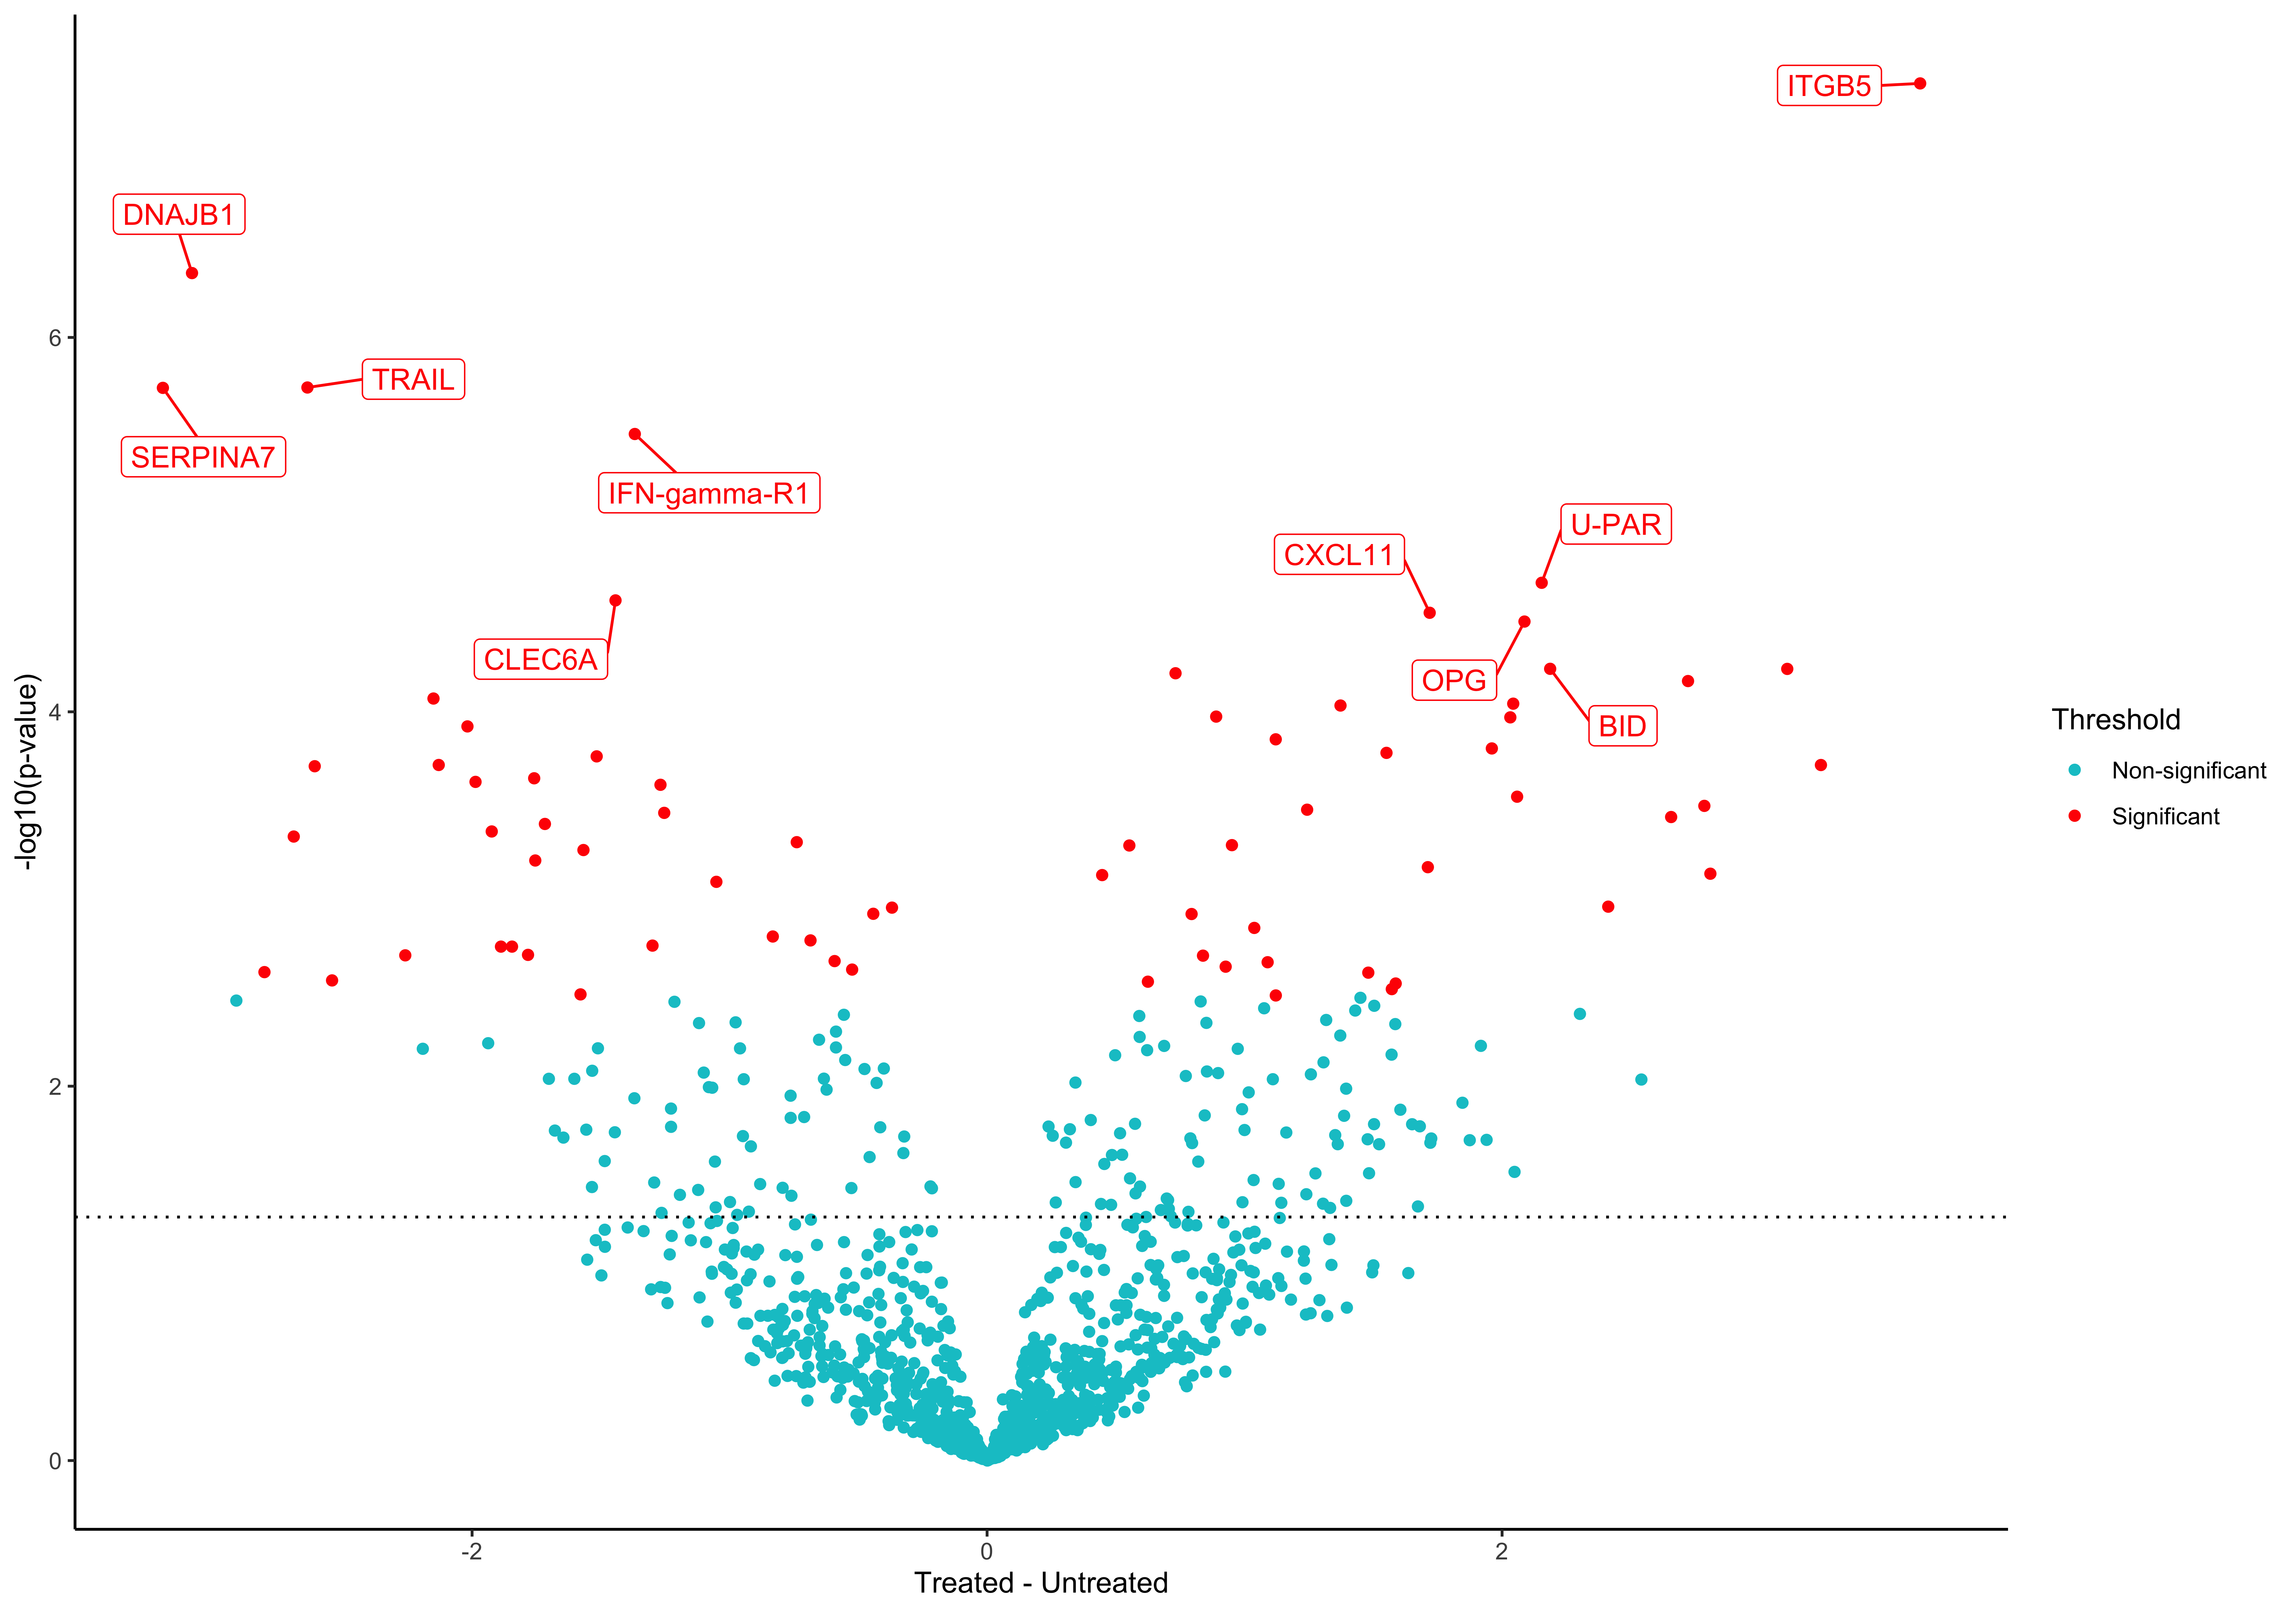 ITGB5
DNAJB1
TRAIL
SERPINA7
IFN-gamma-R1
U-PAR
CXCL11
CLEC6A
OPG
BID
-log10(p-value)
6
4
2
0
-2
0
2
Treated - Untreated
Threshold
Non-significant
Significant